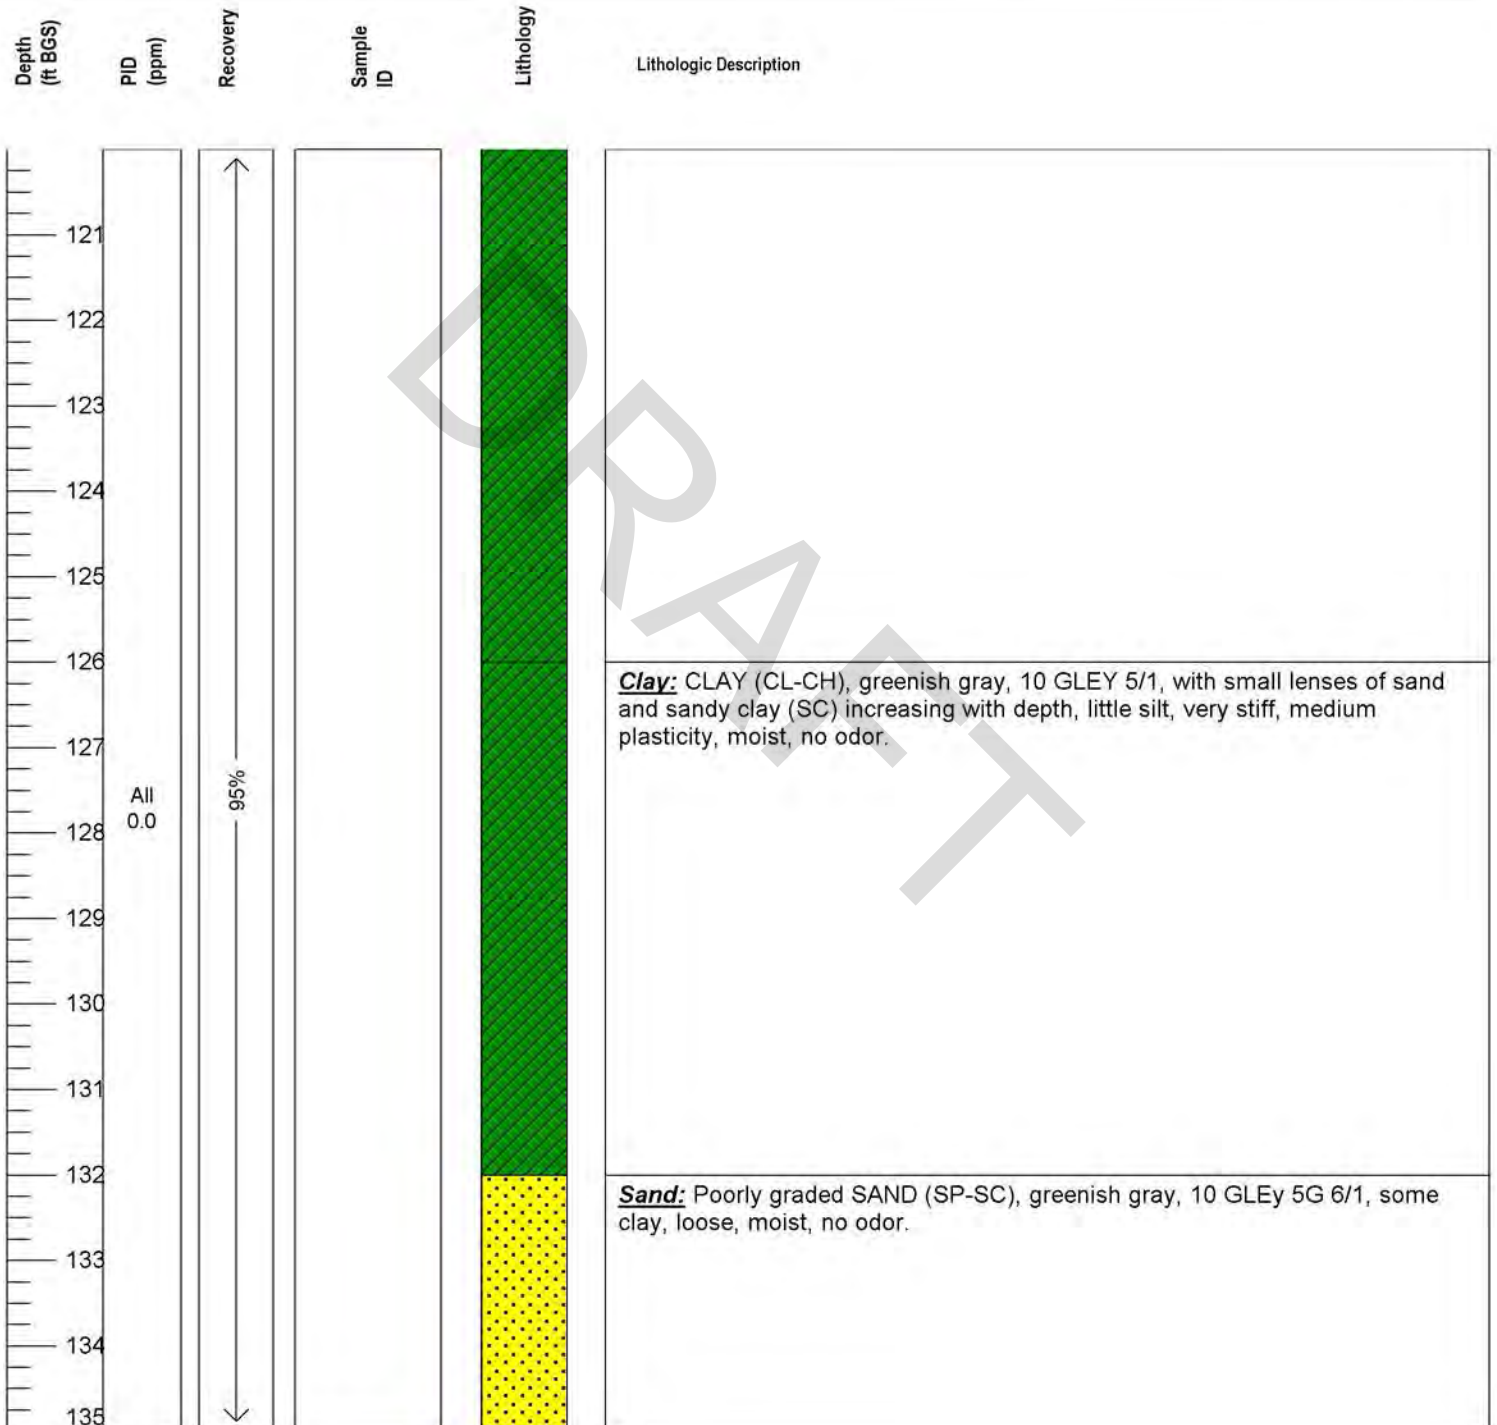 Depth
(ft BGS)
PID
(ppm)
Recovery
Sample
ID
Lithology
Lithologic Description
121
122
123
124
125
126
Clay: CLAY (CL-CH), greenish gray, 10 GLEY 5/1, with small lenses of sand
and sandy clay (SC) increasing with depth, little silt, very stiff, medium
plasticity, moist, no odor.
127
All
0.0
95%
128
129
130
131
132
Sand: Poorly graded SAND (SP-SC), greenish gray, 10 GLEy 5G 6/1, some
clay, loose, moist, no odor.
133
134
135
DRAFT